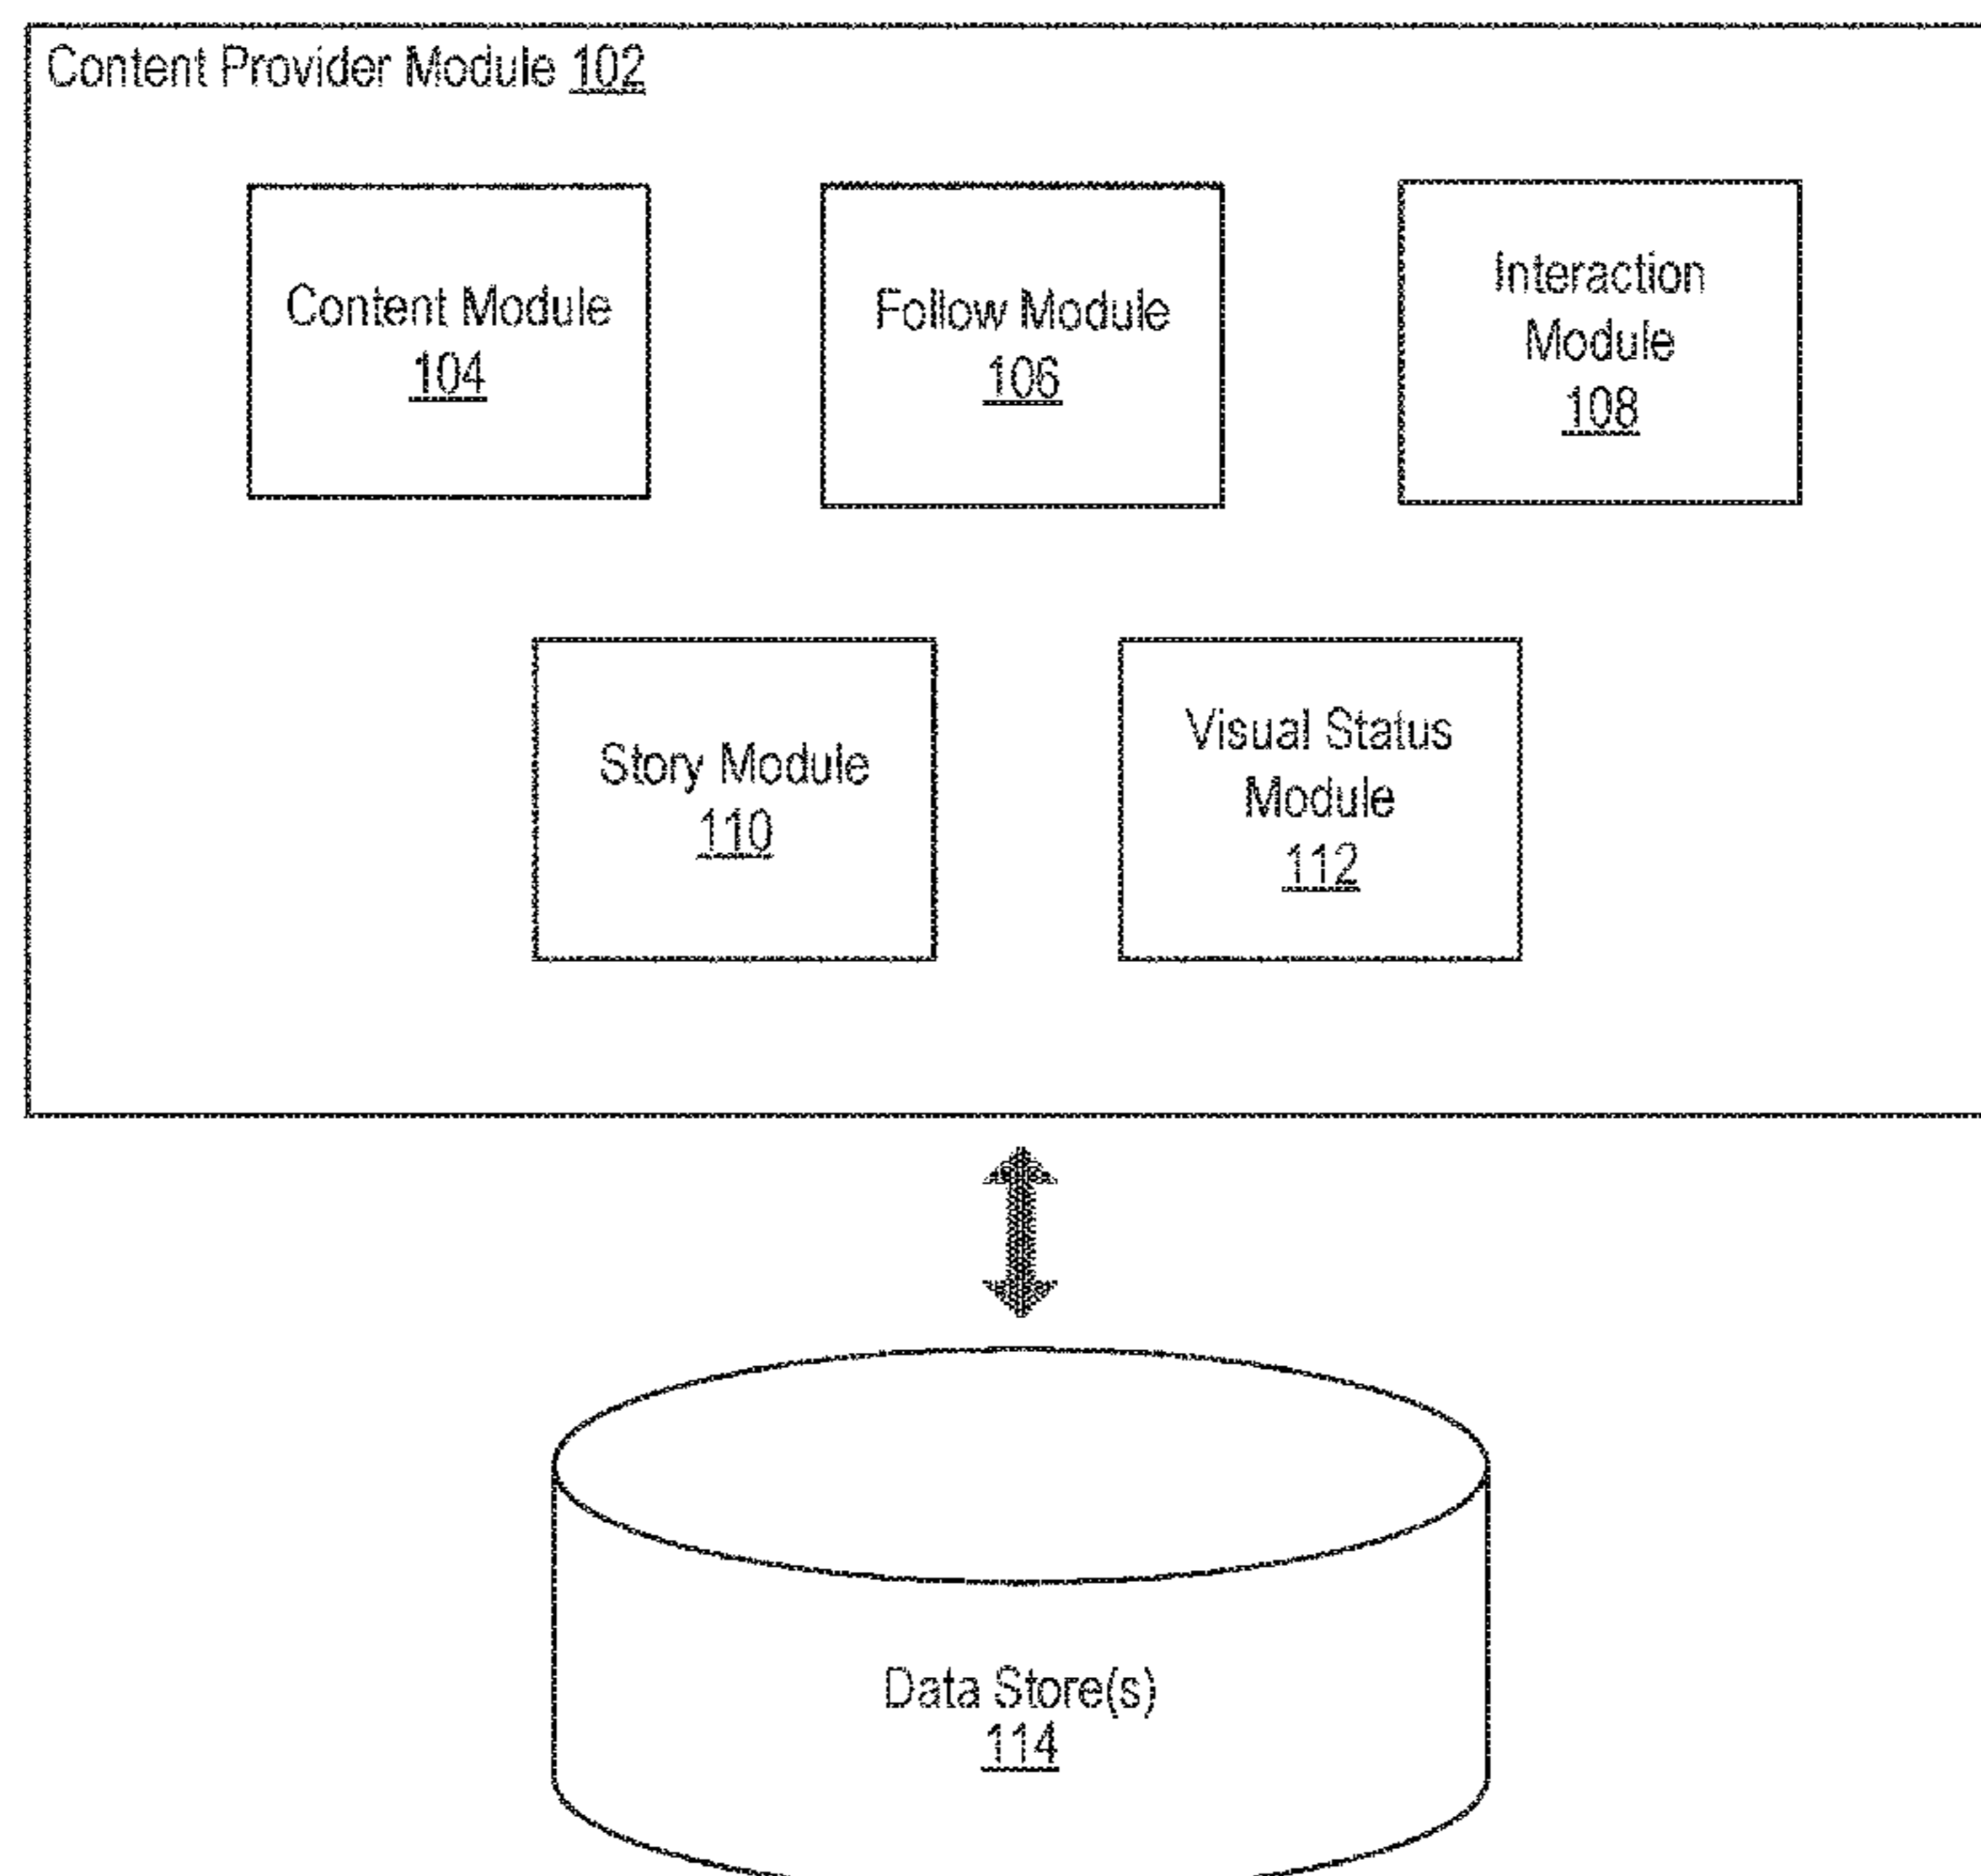 Content Provider Module 102
Content Module
104
Follow Module
106
Interaction
Module
108
Story Module
110
Visual Status
Module
112
Data Store(s)
114